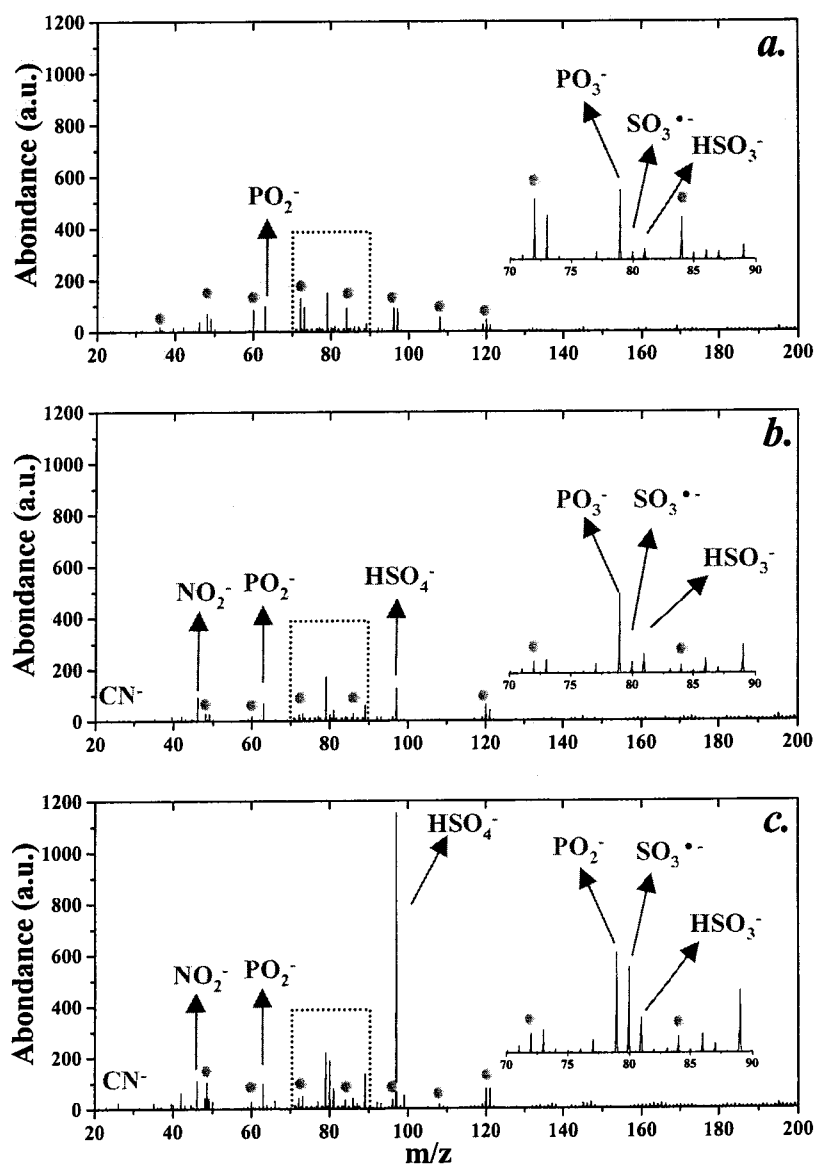 a.
1200
1000
800
600
400
200
0
Abondance (a.u.)
PO₂⁻
PO₃⁻
SO₃•⁻
HSO₃⁻
70 75 80 85 90
20 40 60 80 100 120 140 160 180 200
b.
1200
1000
800
600
400
200
0
Abondance (a.u.)
CN⁻
NO₂⁻
PO₂⁻
HSO₄⁻
PO₃⁻
SO₃•⁻
HSO₃⁻
70 75 80 85 90
20 40 60 80 100 120 140 160 180 200
c.
1200
1000
800
600
400
200
0
Abondance (a.u.)
CN⁻
NO₂⁻
PO₂⁻
HSO₄⁻
PO₂⁻
SO₃•⁻
HSO₃⁻
70 75 80 85 90
20 40 60 80 100 120 140 160 180 200
m/z